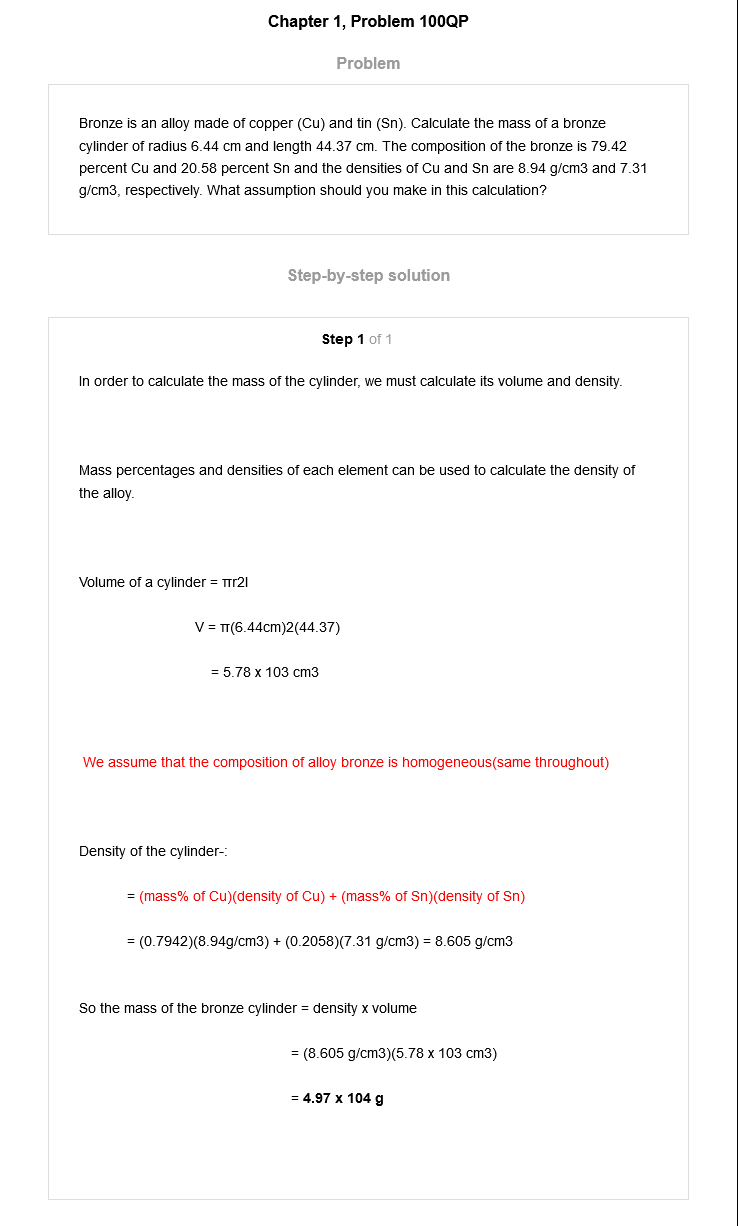 Chapter 1, Problem 100QP
Problem
Bronze is an alloy made of copper (Cu) and tin (Sn). Calculate the mass of a bronze
cylinder of radius 6.44 cm and length 44.37 cm. The composition of the bronze is 79.42
percent Cu and 20.58 percent Sn and the densities of Cu and Sn are 8.94 g/cm3 and 7.31
g/cm3, respectively. What assumption should you make in this calculation?
Step-by-step solution
Step 1 of 1
In order to calculate the mass of the cylinder, we must calculate its volume and density.
Mass percentages and densities of each element can be used to calculate the density of
the alloy.
Volume of a cylinder = πr2l
V = π(6.44cm)2(44.37)
= 5.78 x 103 cm3
We assume that the composition of alloy bronze is homogeneous(same throughout)
Density of the cylinder-:
= (mass% of Cu)(density of Cu) + (mass% of Sn)(density of Sn)
= (0.7942)(8.94g/cm3) + (0.2058)(7.31 g/cm3) = 8.605 g/cm3
So the mass of the bronze cylinder = density x volume
= (8.605 g/cm3)(5.78 x 103 cm3)
= 4.97 x 104 g